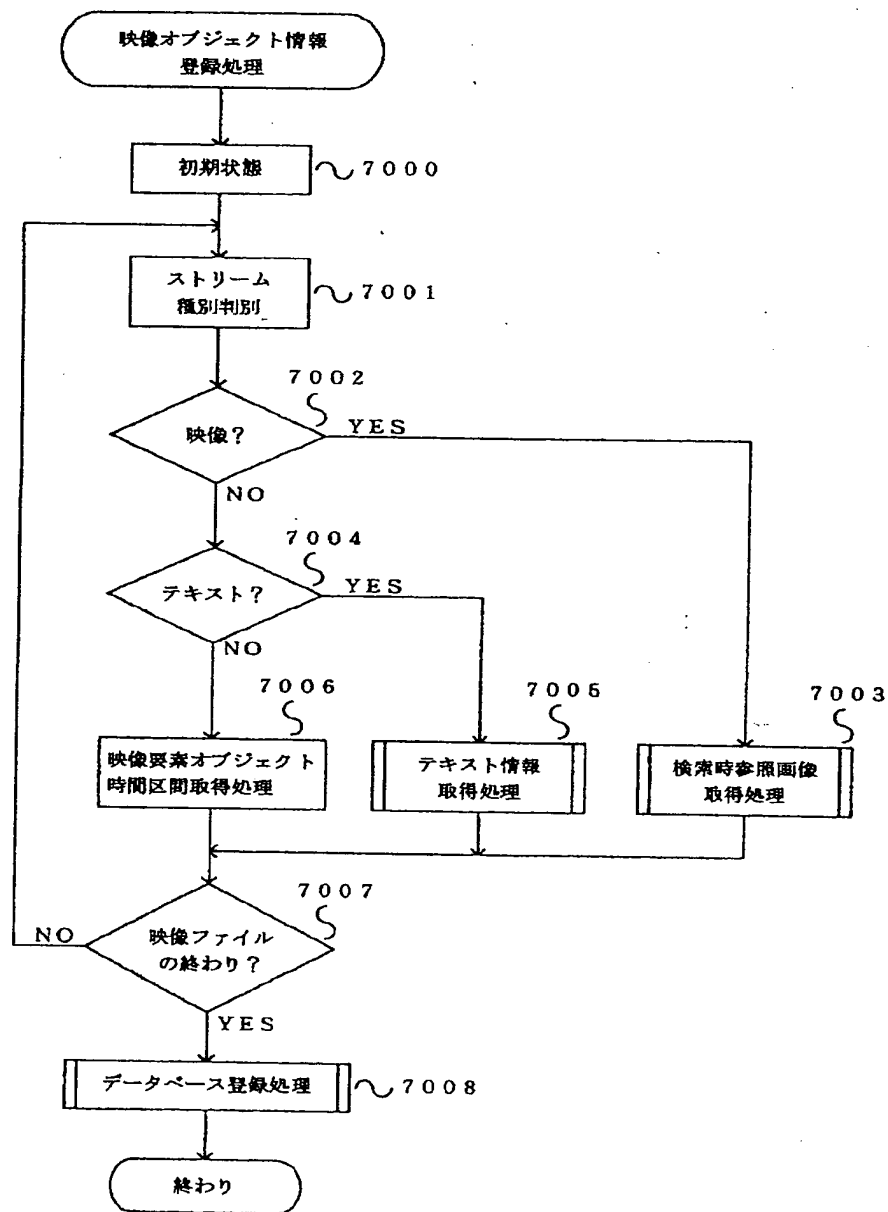 映像オブジェクト情報
登録処理
初期状態
7000
ストリーム
種別判別
7001
7002
映像?
YES
NO
7004
テキスト?
YES
NO
7006
7005
7003
映像要素オブジェクト
時間区間取得処理
テキスト情報
取得処理
検索時参照画像
取得処理
7007
映像ファイル
の終わり?
NO
YES
データベース登録処理
7008
終わり